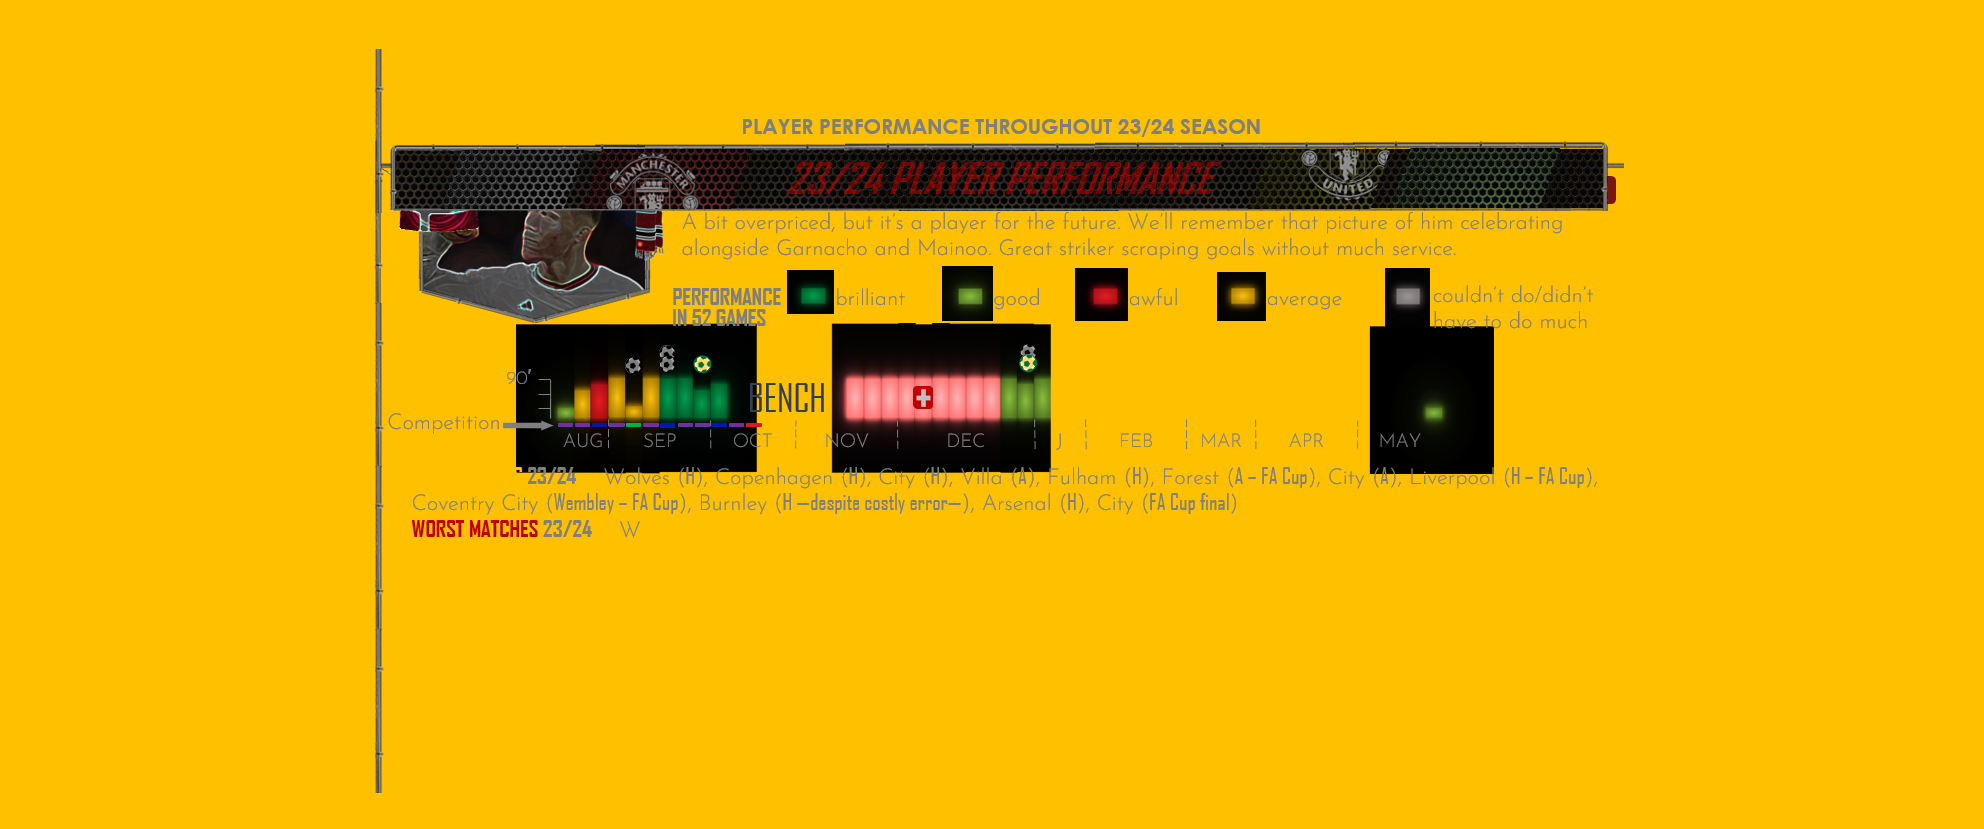 PLAYER PERFORMANCE THROUGHOUT 23/24 SEASON
MANCHESTER
23/24 PLAYER PERFORMANCE
UNITED
A bit overpriced, but it's a player for the future. We'll remember that picture of him celebrating
alongside Garnacho and Mainoo. Great striker scraping goals without much service.
PERFORMANCE
IN 52 GAMES
brilliant
good
awful
average
couldn't do/didn't
have to do much
90'
BENCH
Competition
AUG SEP OCT NOV DEC J FEB MAR APR MAY
23/24 Wolves (H), Copenhagen (H), City (H), Villa (A), Fulham (H), Forest (A – FA Cup), City (A), Liverpool (H – FA Cup),
Coventry City (Wembley – FA Cup), Burnley (H —despite costly error—), Arsenal (H), City (FA Cup final)
WORST MATCHES 23/24 W